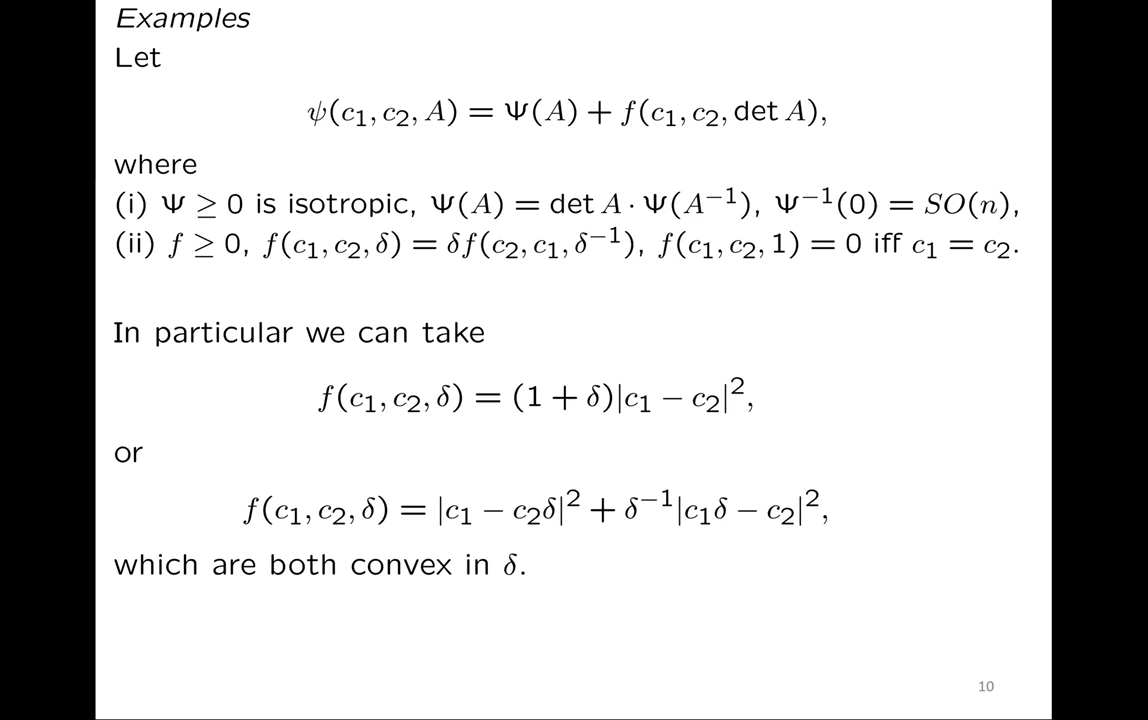 Examples
Let
ψ(c₁, c₂, A) = Ψ(A) + f(c₁, c₂, det A),
where
(i) Ψ ≥ 0 is isotropic, Ψ(A) = det A · Ψ(A⁻¹), Ψ⁻¹(0) = SO(n),
(ii) f ≥ 0, f(c₁, c₂, δ) = δf(c₂, c₁, δ⁻¹), f(c₁, c₂, 1) = 0 iff c₁ = c₂.
In particular we can take
f(c₁, c₂, δ) = (1 + δ)|c₁ − c₂|²,
or
f(c₁, c₂, δ) = |c₁ − c₂δ|² + δ⁻¹|c₁δ − c₂|²,
which are both convex in δ.
10